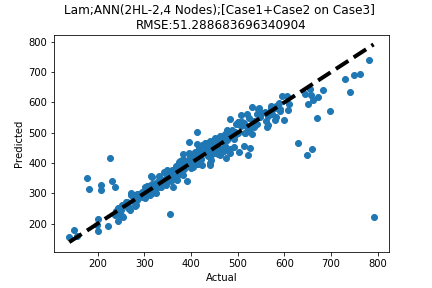 Lam;ANN(2HL-2,4 Nodes);[Case1+Case2 on Case3]
RMSE:51.288683696340904
800
700
600
500
400
300
200
Predicted
200 300 400 500 600 700 800
Actual